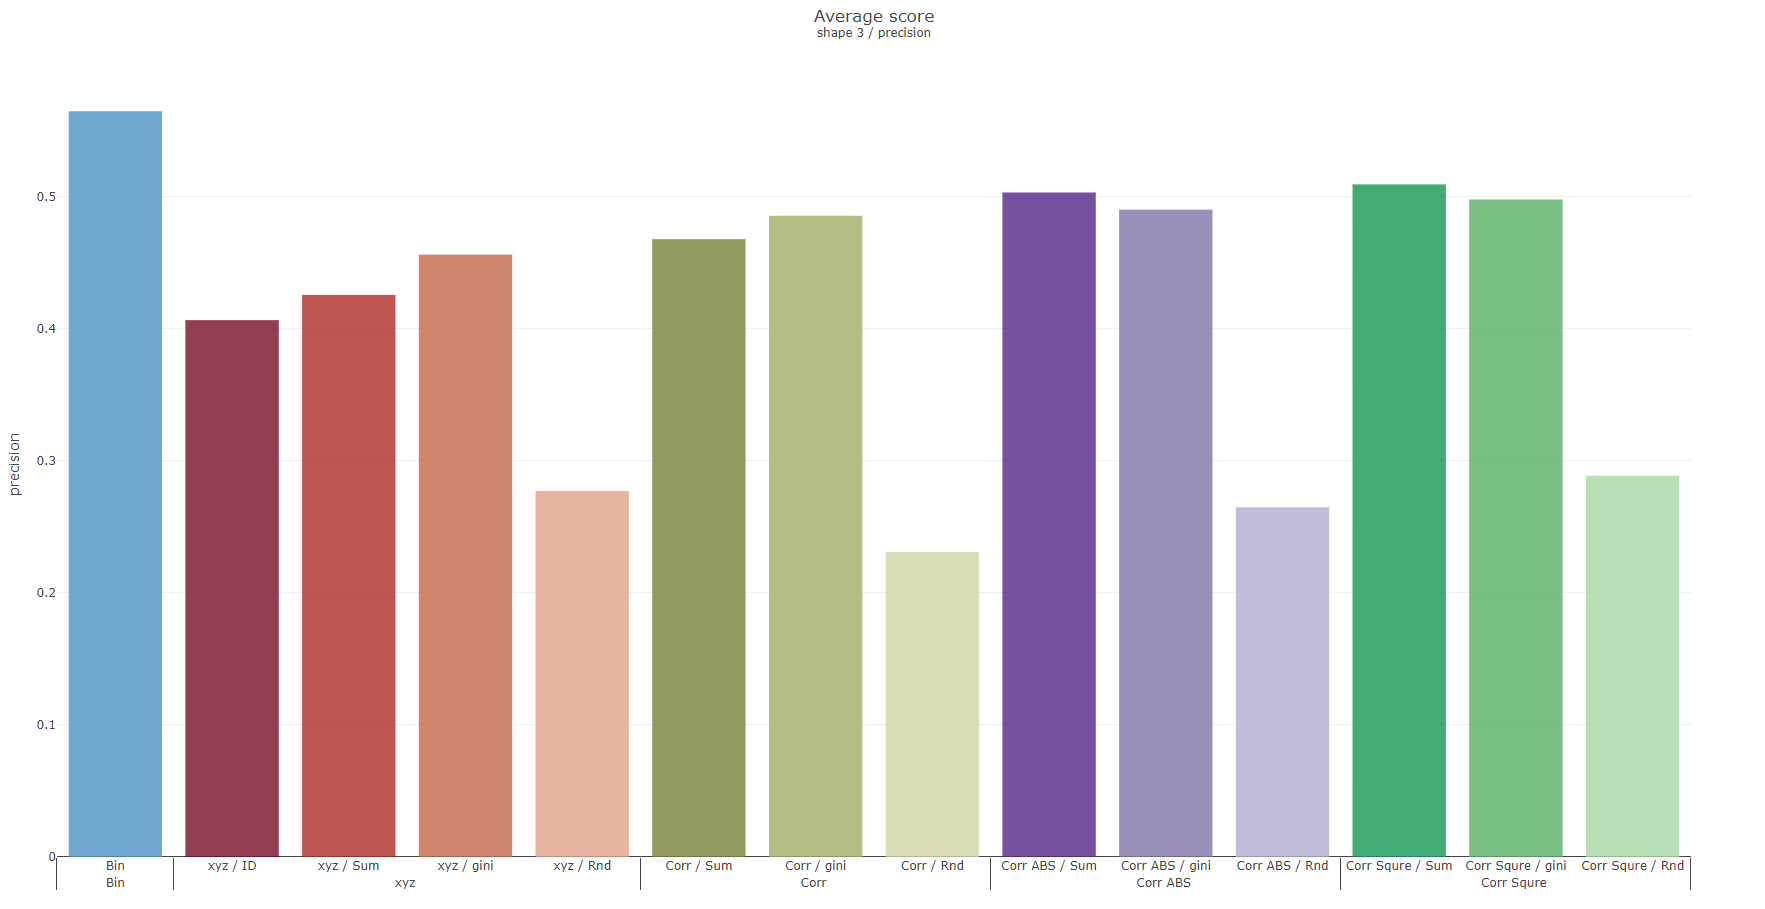 Average score
shape 3 / precision
precision
0.5
0.4
0.3
0.2
0.1
0
Bin xyz / ID xyz / Sum xyz / gini xyz / Rnd Corr / Sum Corr / gini Corr / Rnd Corr ABS / Sum Corr ABS / gini Corr ABS / Rnd Corr Squre / Sum Corr Squre / gini Corr Squre / Rnd
Bin xyz Corr Corr ABS Corr Squre